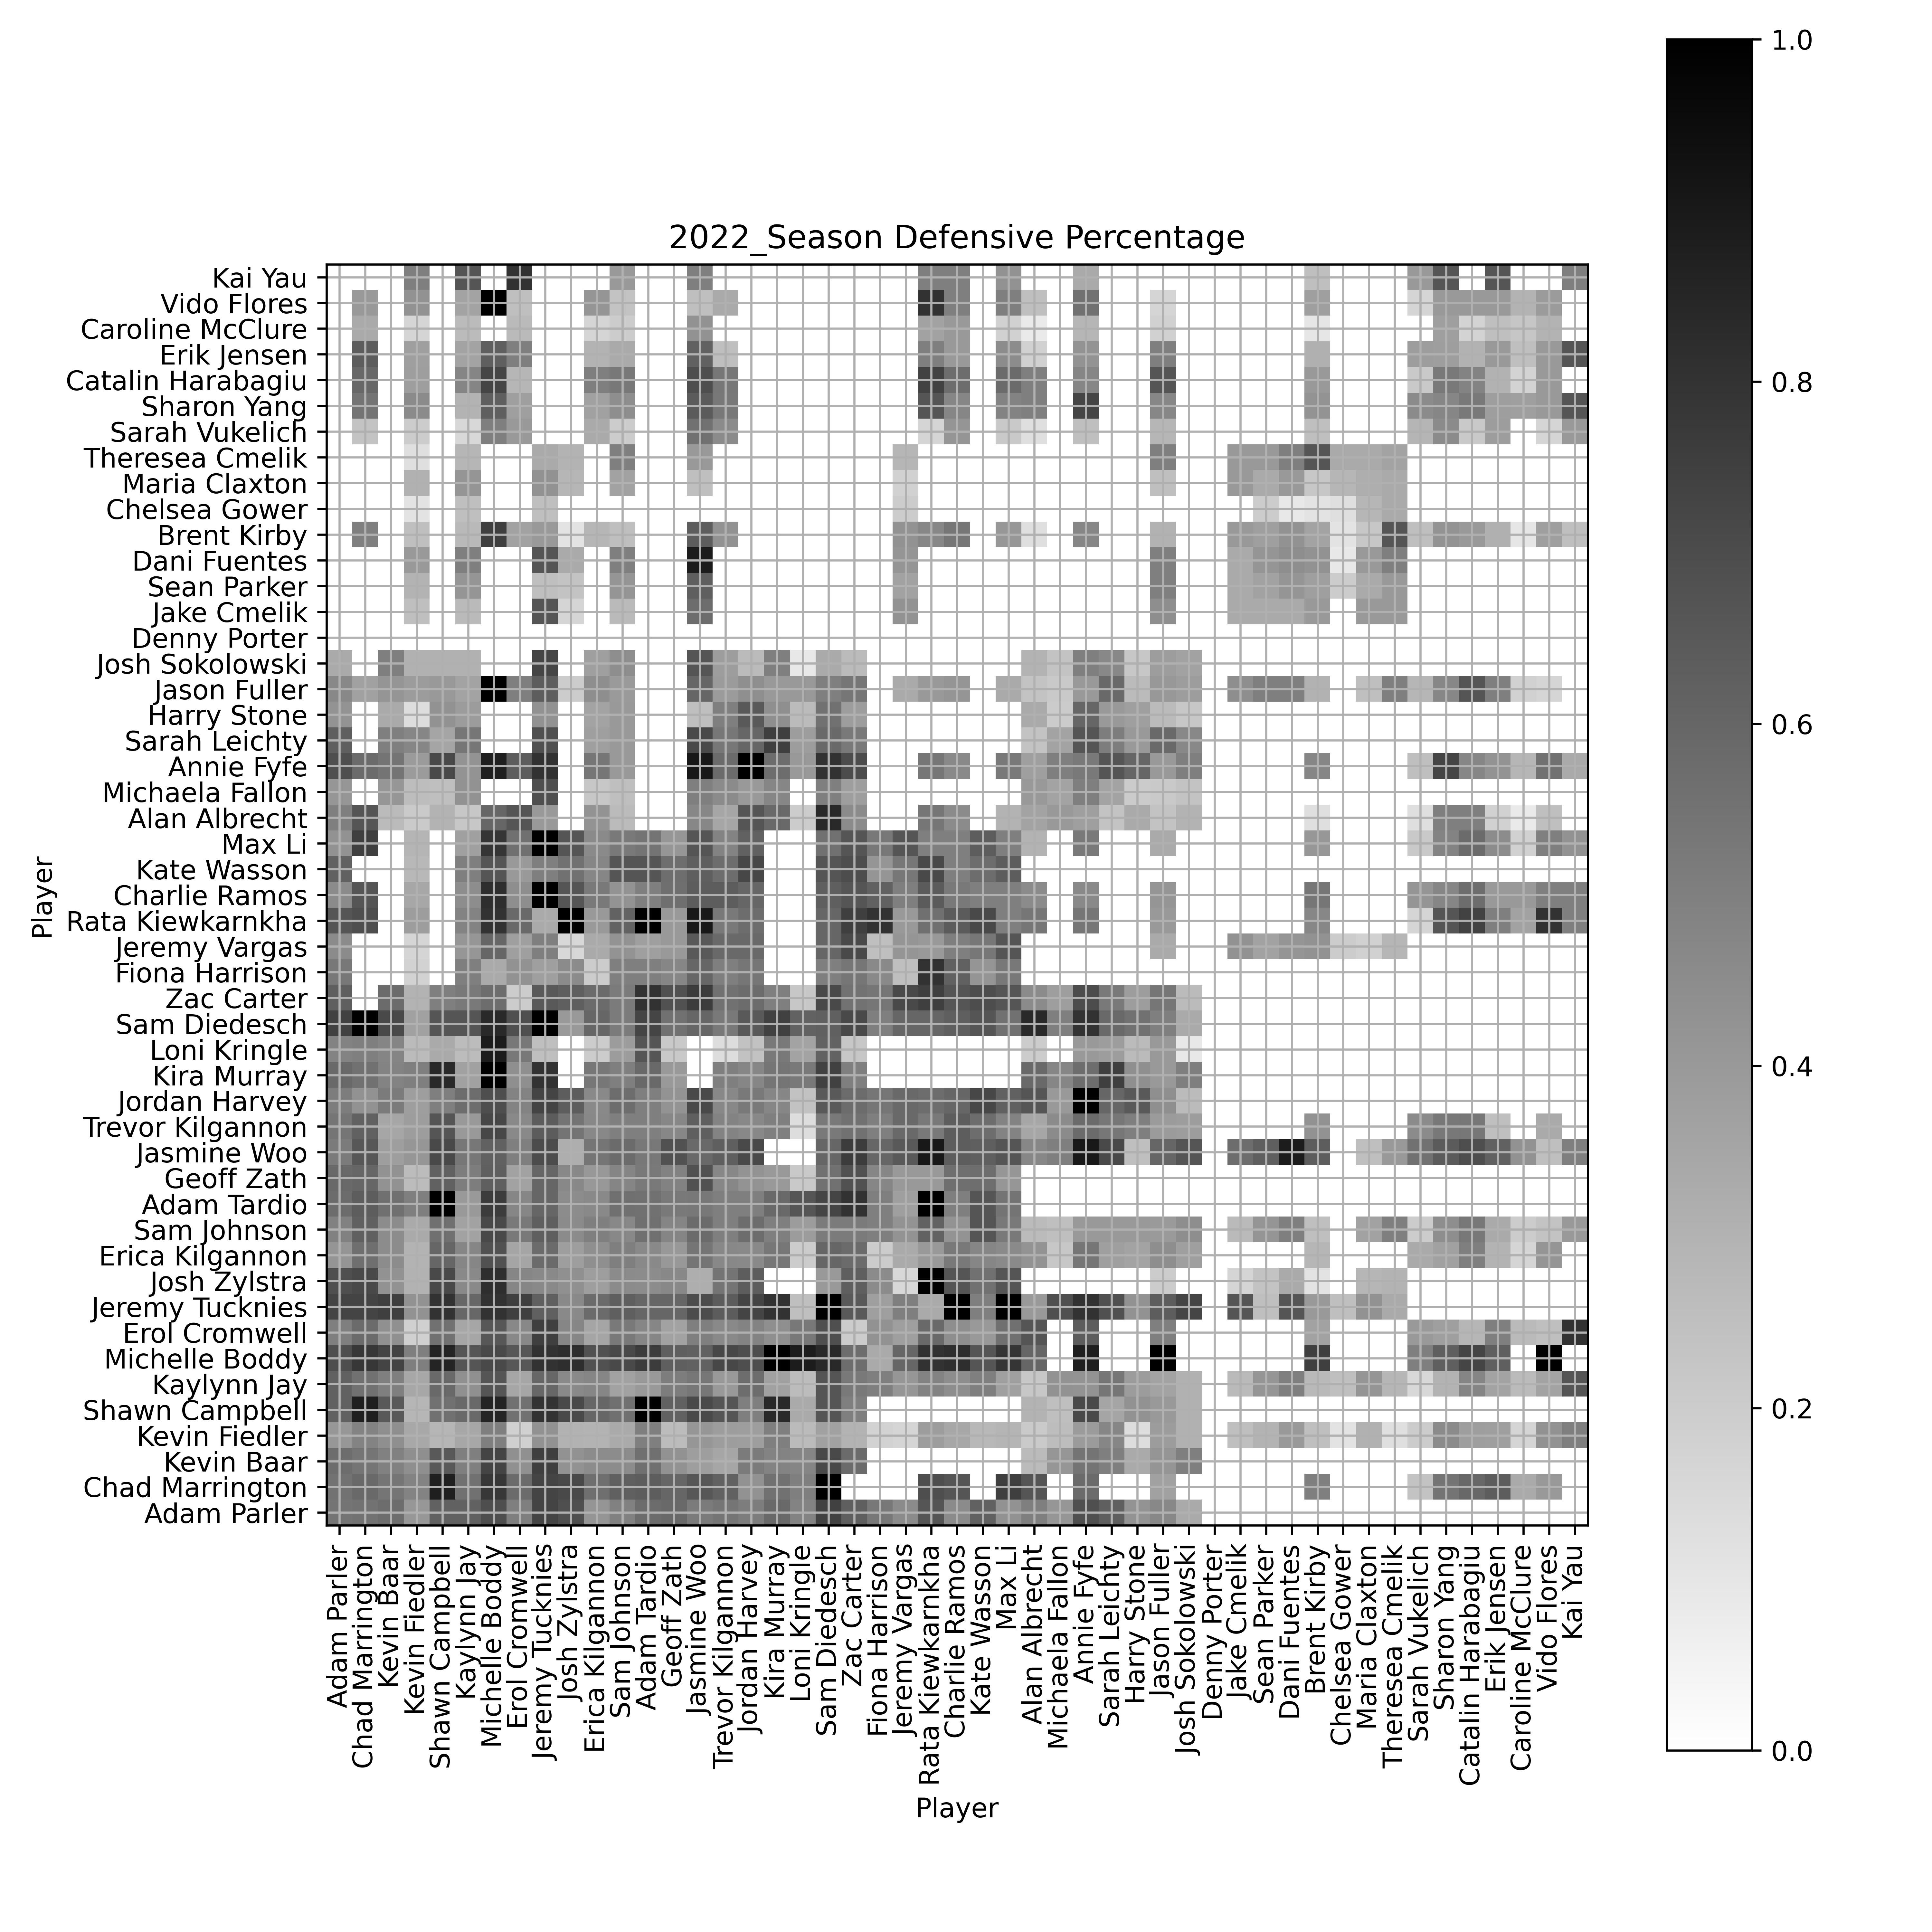 2022_Season Defensive Percentage
Kai Yau
Vido Flores
Caroline McClure
Erik Jensen
Catalin Harabagiu
Sharon Yang
Sarah Vukelich
Theresea Cmelik
Maria Claxton
Chelsea Gower
Brent Kirby
Dani Fuentes
Sean Parker
Jake Cmelik
Denny Porter
Josh Sokolowski
Jason Fuller
Harry Stone
Sarah Leichty
Annie Fyfe
Michaela Fallon
Alan Albrecht
Max Li
Kate Wasson
Charlie Ramos
Rata Kiewkarnkha
Jeremy Vargas
Fiona Harrison
Zac Carter
Sam Diedesch
Loni Kringle
Kira Murray
Jordan Harvey
Trevor Kilgannon
Jasmine Woo
Geoff Zath
Adam Tardio
Sam Johnson
Erica Kilgannon
Josh Zylstra
Jeremy Tucknies
Erol Cromwell
Michelle Boddy
Kaylynn Jay
Shawn Campbell
Kevin Fiedler
Kevin Baar
Chad Marrington
Adam Parler
Player
Adam Parler
Chad Marrington
Kevin Baar
Kevin Fiedler
Shawn Campbell
Kaylynn Jay
Michelle Boddy
Erol Cromwell
Jeremy Tucknies
Josh Zylstra
Erica Kilgannon
Sam Johnson
Adam Tardio
Geoff Zath
Jasmine Woo
Trevor Kilgannon
Jordan Harvey
Kira Murray
Loni Kringle
Sam Diedesch
Zac Carter
Fiona Harrison
Jeremy Vargas
Rata Kiewkarnkha
Charlie Ramos
Kate Wasson
Max Li
Alan Albrecht
Michaela Fallon
Annie Fyfe
Sarah Leichty
Harry Stone
Jason Fuller
Josh Sokolowski
Denny Porter
Jake Cmelik
Sean Parker
Dani Fuentes
Brent Kirby
Chelsea Gower
Maria Claxton
Theresea Cmelik
Sarah Vukelich
Sharon Yang
Catalin Harabagiu
Erik Jensen
Caroline McClure
Vido Flores
Kai Yau
Player
1.0
0.8
0.6
0.4
0.2
0.0